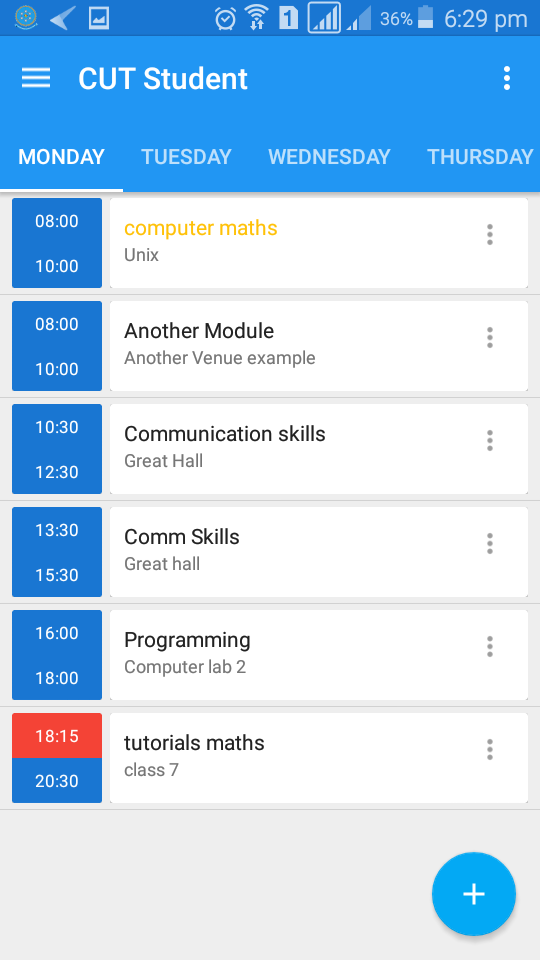 1
36%
6:29 pm
CUT Student
MONDAY TUESDAY WEDNESDAY THURSDAY
08:00
10:00
computer maths
Unix
08:00
10:00
Another Module
Another Venue example
10:30
12:30
Communication skills
Great Hall
13:30
15:30
Comm Skills
Great hall
16:00
18:00
Programming
Computer lab 2
18:15
20:30
tutorials maths
class 7
+